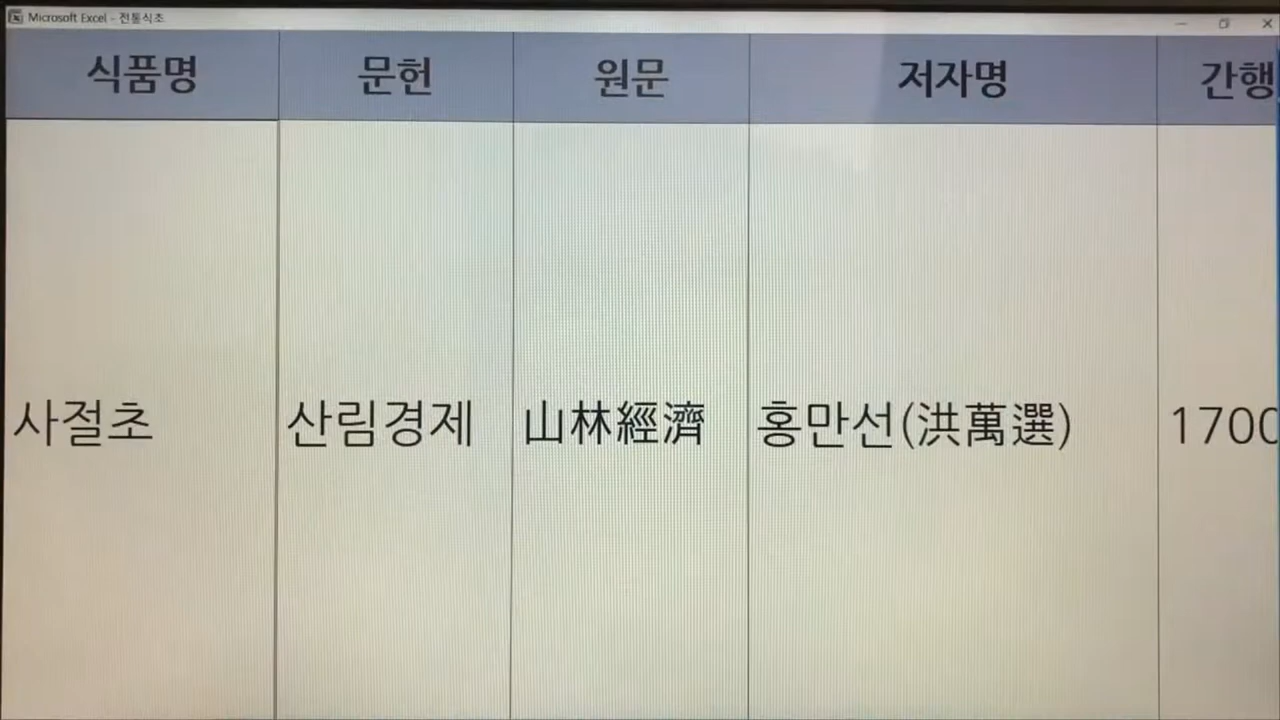 Microsoft Excel - 전통식초
식품명 문헌 원문 저자명 간행
사절초 산림경제 山林經濟 홍만선(洪萬選) 1700